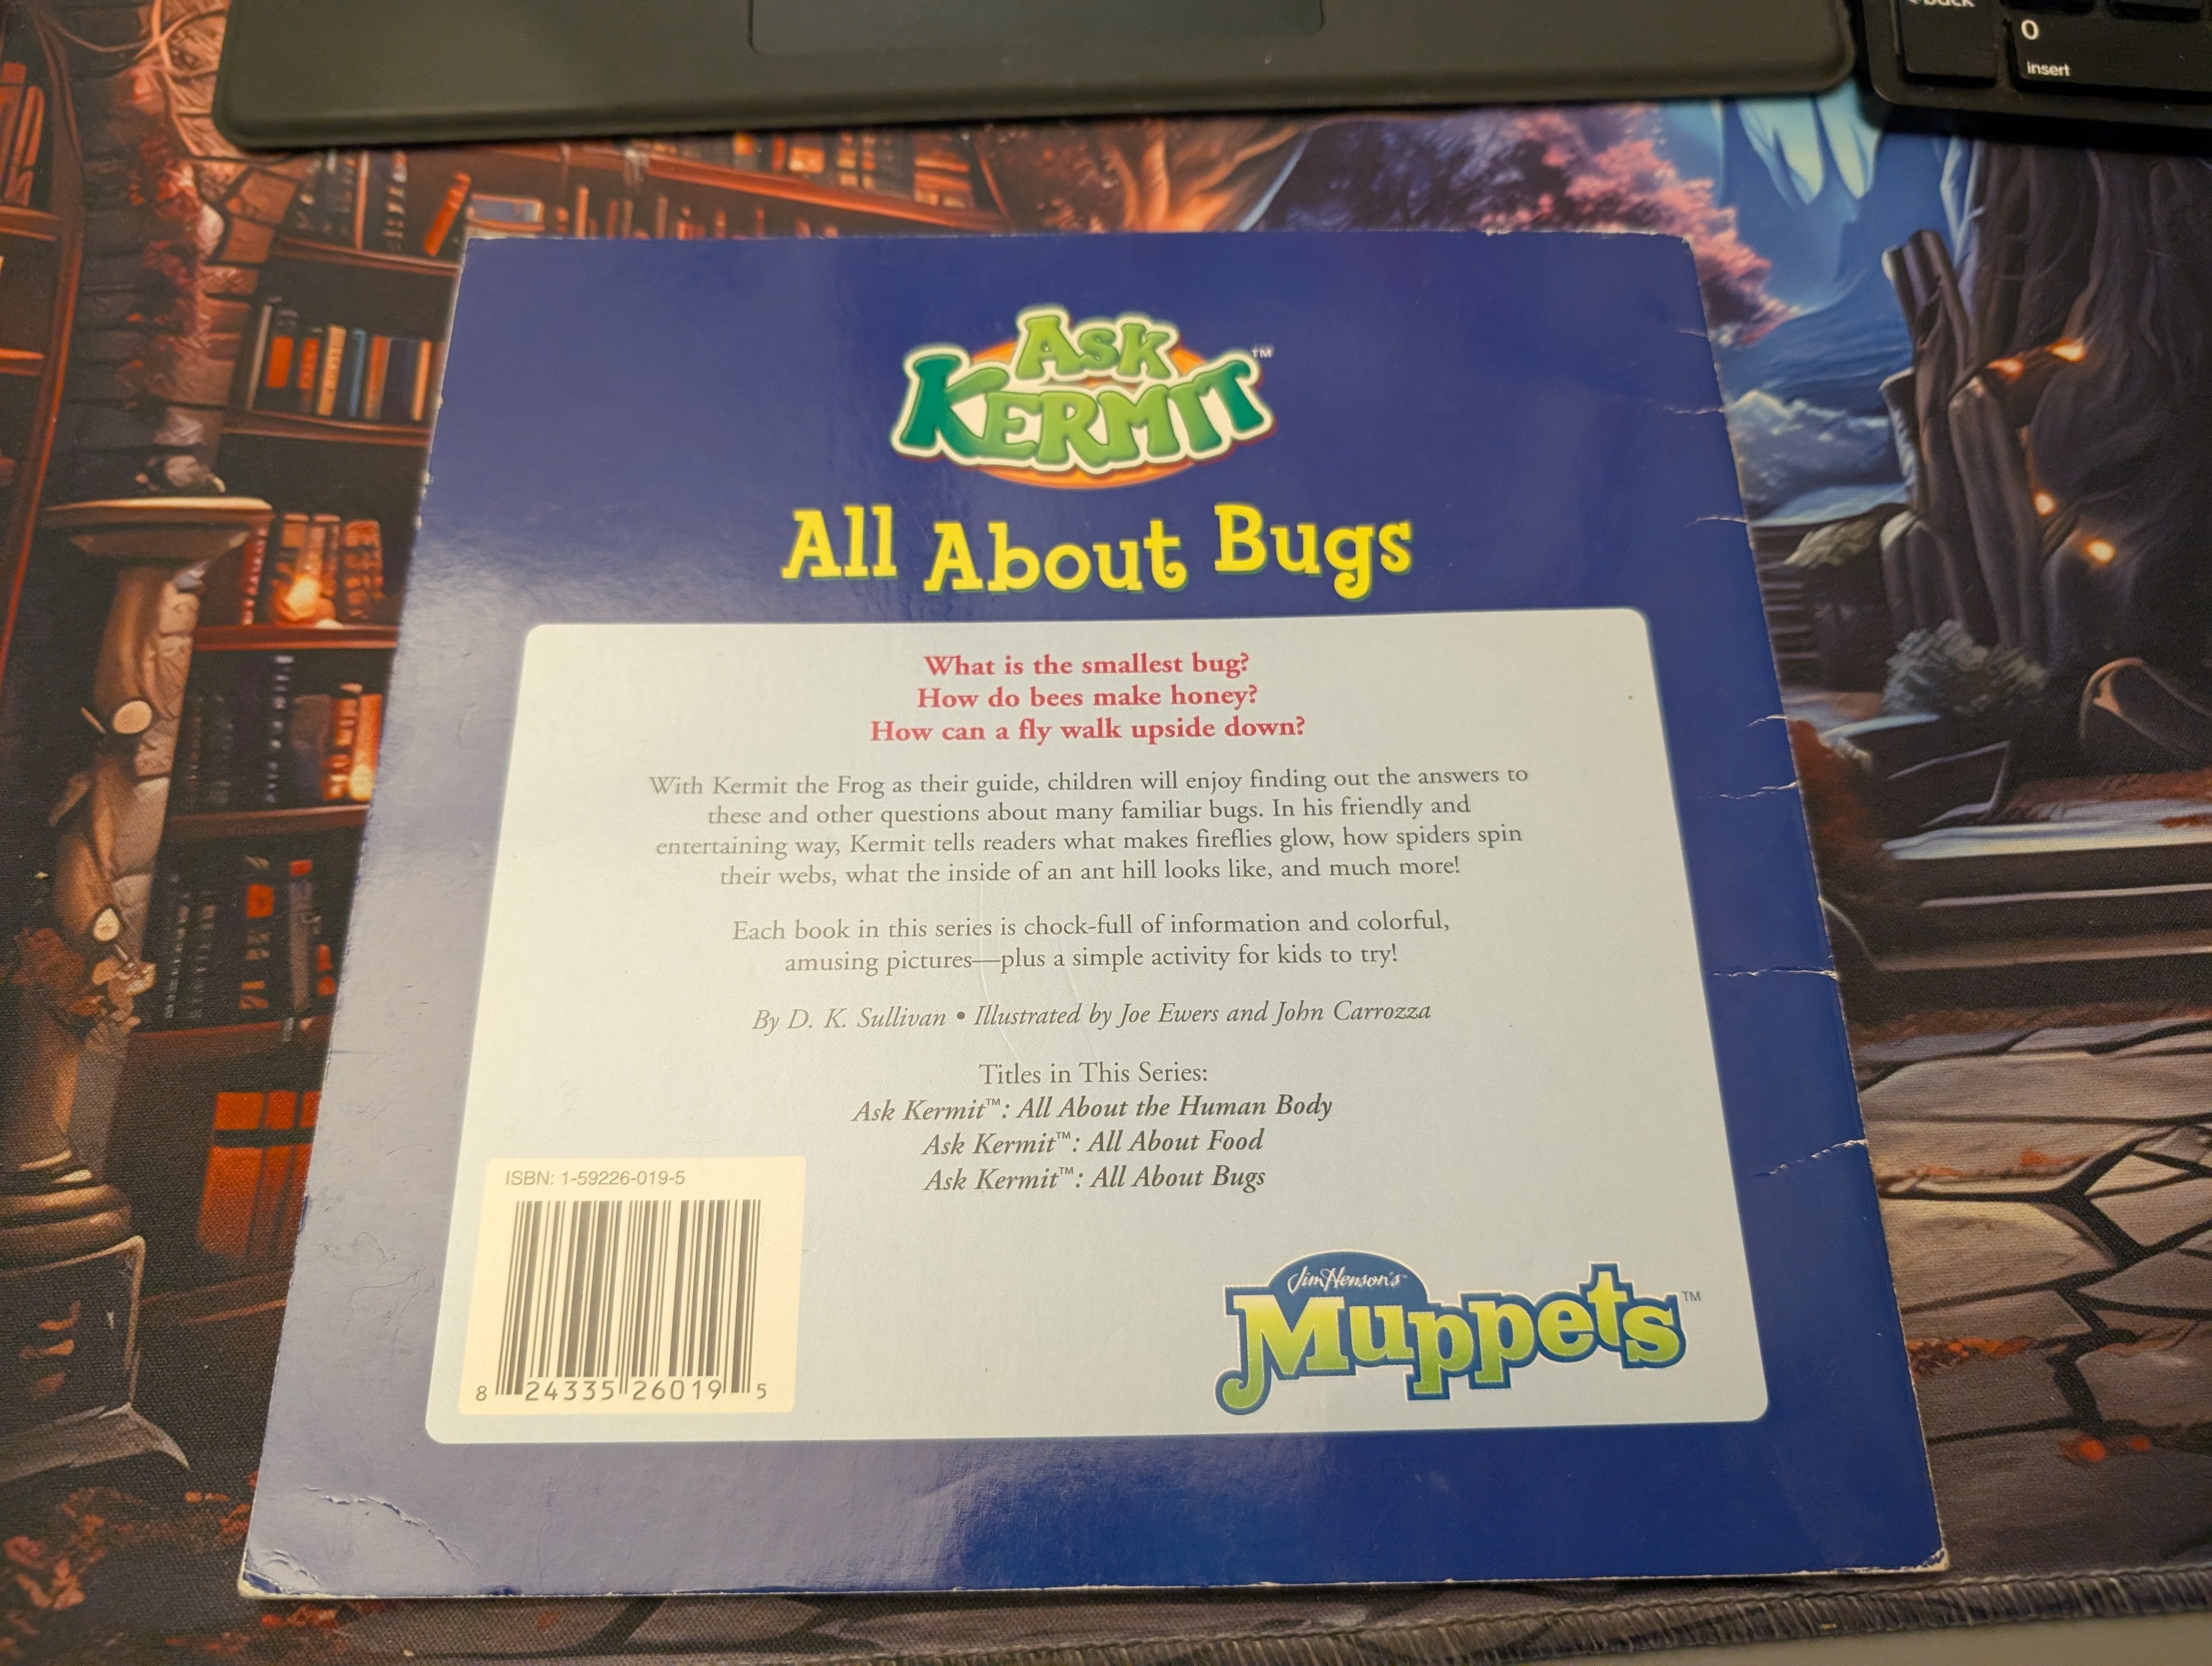 0
insert
Ask
Kermit™
All About Bugs
What is the smallest bug?
How do bees make honey?
How can a fly walk upside down?
With Kermit the Frog as their guide, children will enjoy finding out the answers to
these and other questions about many familiar bugs. In his friendly and
entertaining way, Kermit tells readers what makes fireflies glow, how spiders spin
their webs, what the inside of an ant hill looks like, and much more!
Each book in this series is chock-full of information and colorful,
amusing pictures—plus a simple activity for kids to try!
By D. K. Sullivan • Illustrated by Joe Ewers and John Carrozza
Titles in This Series:
Ask Kermit™: All About the Human Body
Ask Kermit™: All About Food
Ask Kermit™: All About Bugs
ISBN: 1-59226-019-5
8 24335 26019 5
Jim Henson's
Muppets™